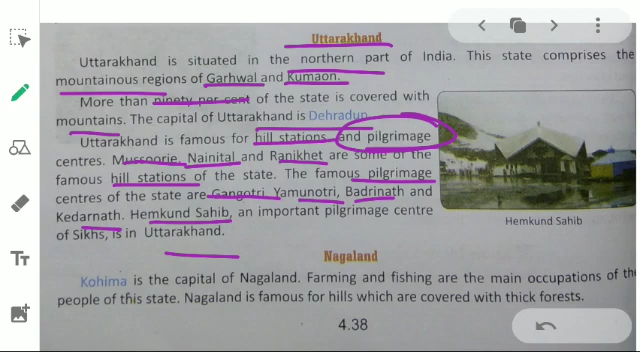 Uttarakhand
Uttarakhand is situated in the northern part of India. This state comprises the
mountainous regions of Garhwal and Kumaon.
More than ninety per cent of the state is covered with
mountains. The capital of Uttarakhand is Dehradun.
Uttarakhand is famous for hill stations and pilgrimage
centres. Mussoorie, Nainital and Ranikhet are some of the
famous hill stations of the state. The famous pilgrimage
centres of the state are Gangotri, Yamunotri, Badrinath and
Kedarnath. Hemkund Sahib, an important pilgrimage centre
of Sikhs, is in Uttarakhand.
Hemkund Sahib
Nagaland
Kohima is the capital of Nagaland. Farming and fishing are the main occupations of the
people of this state. Nagaland is famous for hills which are covered with thick forests.
4.38